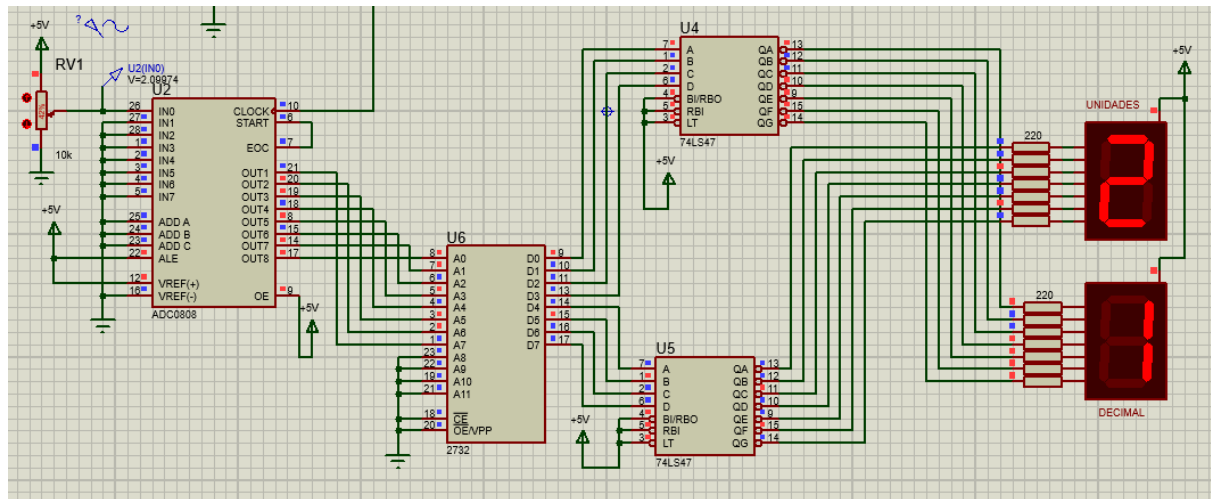 +5V
?
RV1
U2(IN0)
V=2.09974
10k
U2
26 IN0 CLOCK 10
27 IN1 START 6
28 IN2
1 IN3 EOC 7
2 IN4
3 IN5 OUT1 21
4 IN6 OUT2 20
5 IN7 OUT3 19
OUT4 18
25 ADD A OUT5 8
24 ADD B OUT6 15
23 ADD C OUT7 14
22 ALE OUT8 17
12 VREF(+)
16 VREF(-) OE 9
ADC0808
+5V
+5V
U6
8 A0 D0 9
7 A1 D1 10
6 A2 D2 11
5 A3 D3 13
4 A4 D4 14
3 A5 D5 15
2 A6 D6 16
1 A7 D7 17
23 A8
22 A9
19 A10
21 A11
18 CE
20 OE/VPP
2732
U4
7 A QA 13
1 B QB 12
2 C QC 11
6 D QD 10
4 BI/RBO QE 9
5 RBI QF 15
3 LT QG 14
74LS47
+5V
U5
7 A QA 13
1 B QB 12
2 C QC 11
6 D QD 10
4 BI/RBO QE 9
5 RBI QF 15
3 LT QG 14
74LS47
+5V
+5V
UNIDADES
220
2
220
1
DECIMAL